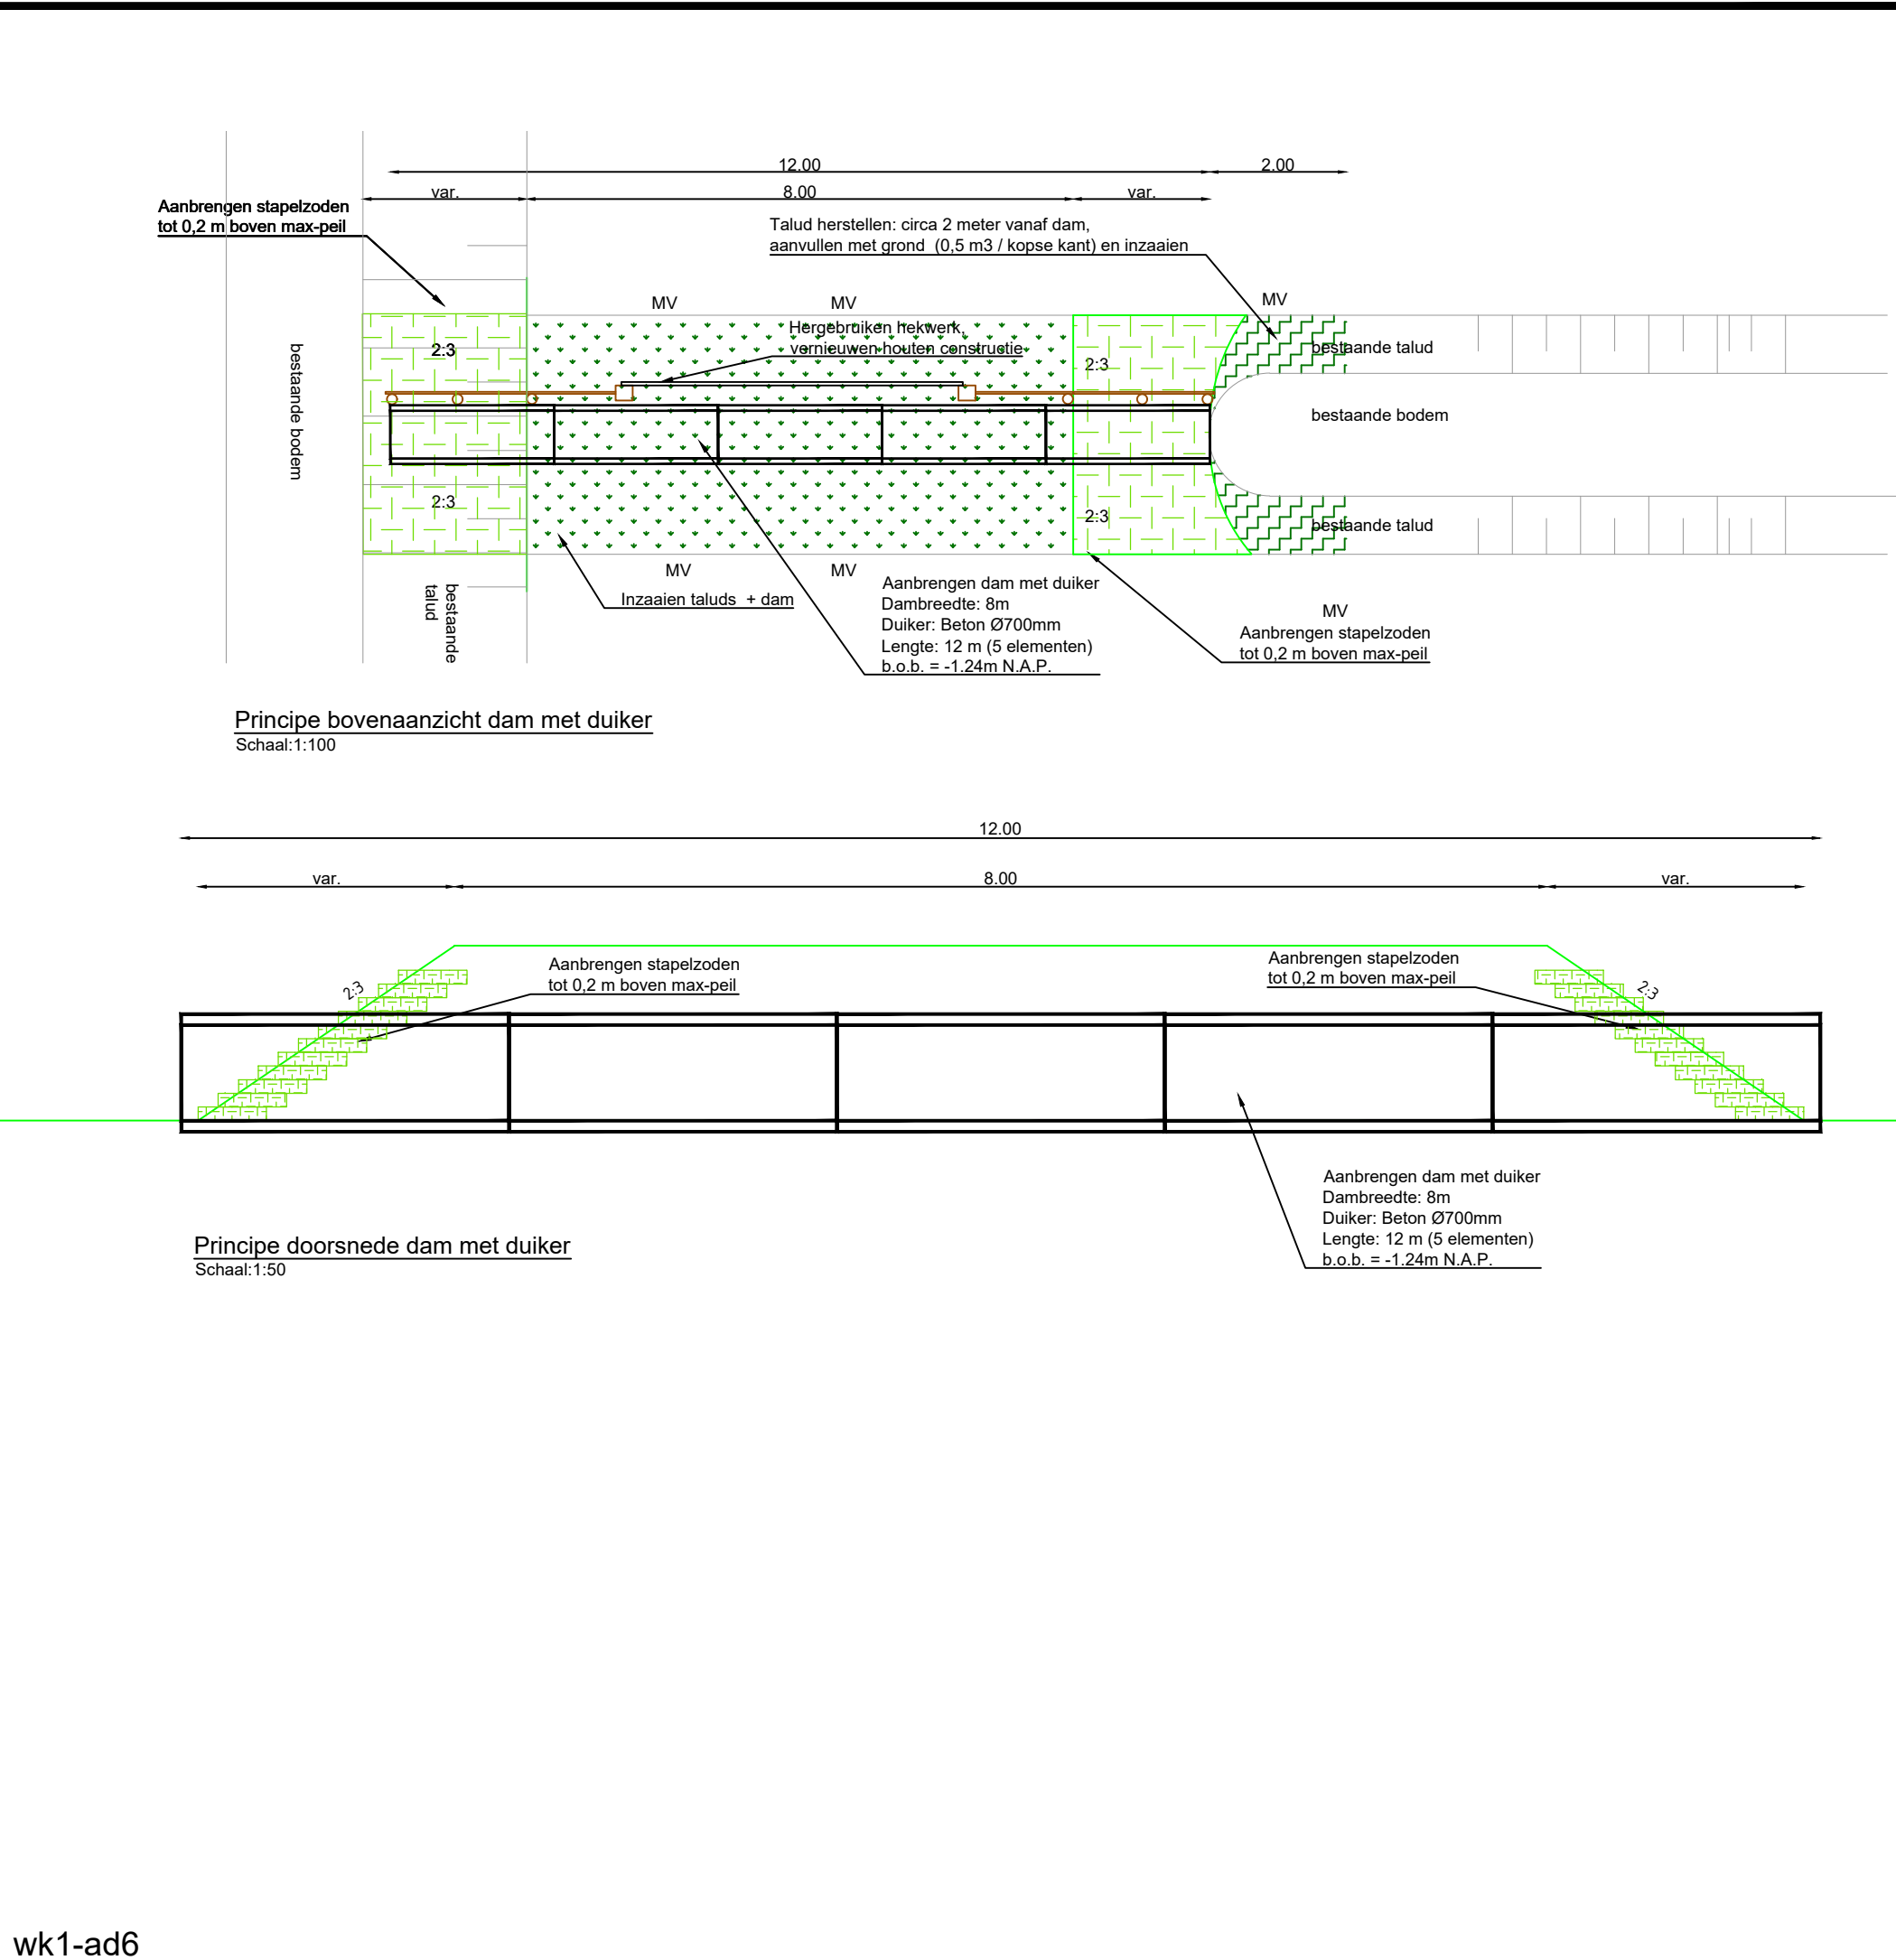 12.00
2.00
var.
8.00
var.
Aanbrengen stapelzoden
tot 0,2 m boven max-peil
Talud herstellen: circa 2 meter vanaf dam,
aanvullen met grond (0,5 m3 / kopse kant) en inzaaien
MV
MV
MV
Hergebruiken hekwerk,
vernieuwen houten constructie
2:3
2:3
bestaande talud
bestaande bodem
bestaande bodem
2:3
2:3
bestaande talud
MV
MV
Inzaaien taluds + dam
bestaande
talud
Aanbrengen dam met duiker
Dambreedte: 8m
Duiker: Beton Ø700mm
Lengte: 12 m (5 elementen)
b.o.b. = -1.24m N.A.P.
MV
Aanbrengen stapelzoden
tot 0,2 m boven max-peil
Principe bovenaanzicht dam met duiker
Schaal:1:100
12.00
var.
8.00
var.
Aanbrengen stapelzoden
tot 0,2 m boven max-peil
Aanbrengen stapelzoden
tot 0,2 m boven max-peil
2:3
2:3
Aanbrengen dam met duiker
Dambreedte: 8m
Duiker: Beton Ø700mm
Lengte: 12 m (5 elementen)
b.o.b. = -1.24m N.A.P.
Principe doorsnede dam met duiker
Schaal:1:50
wk1-ad6